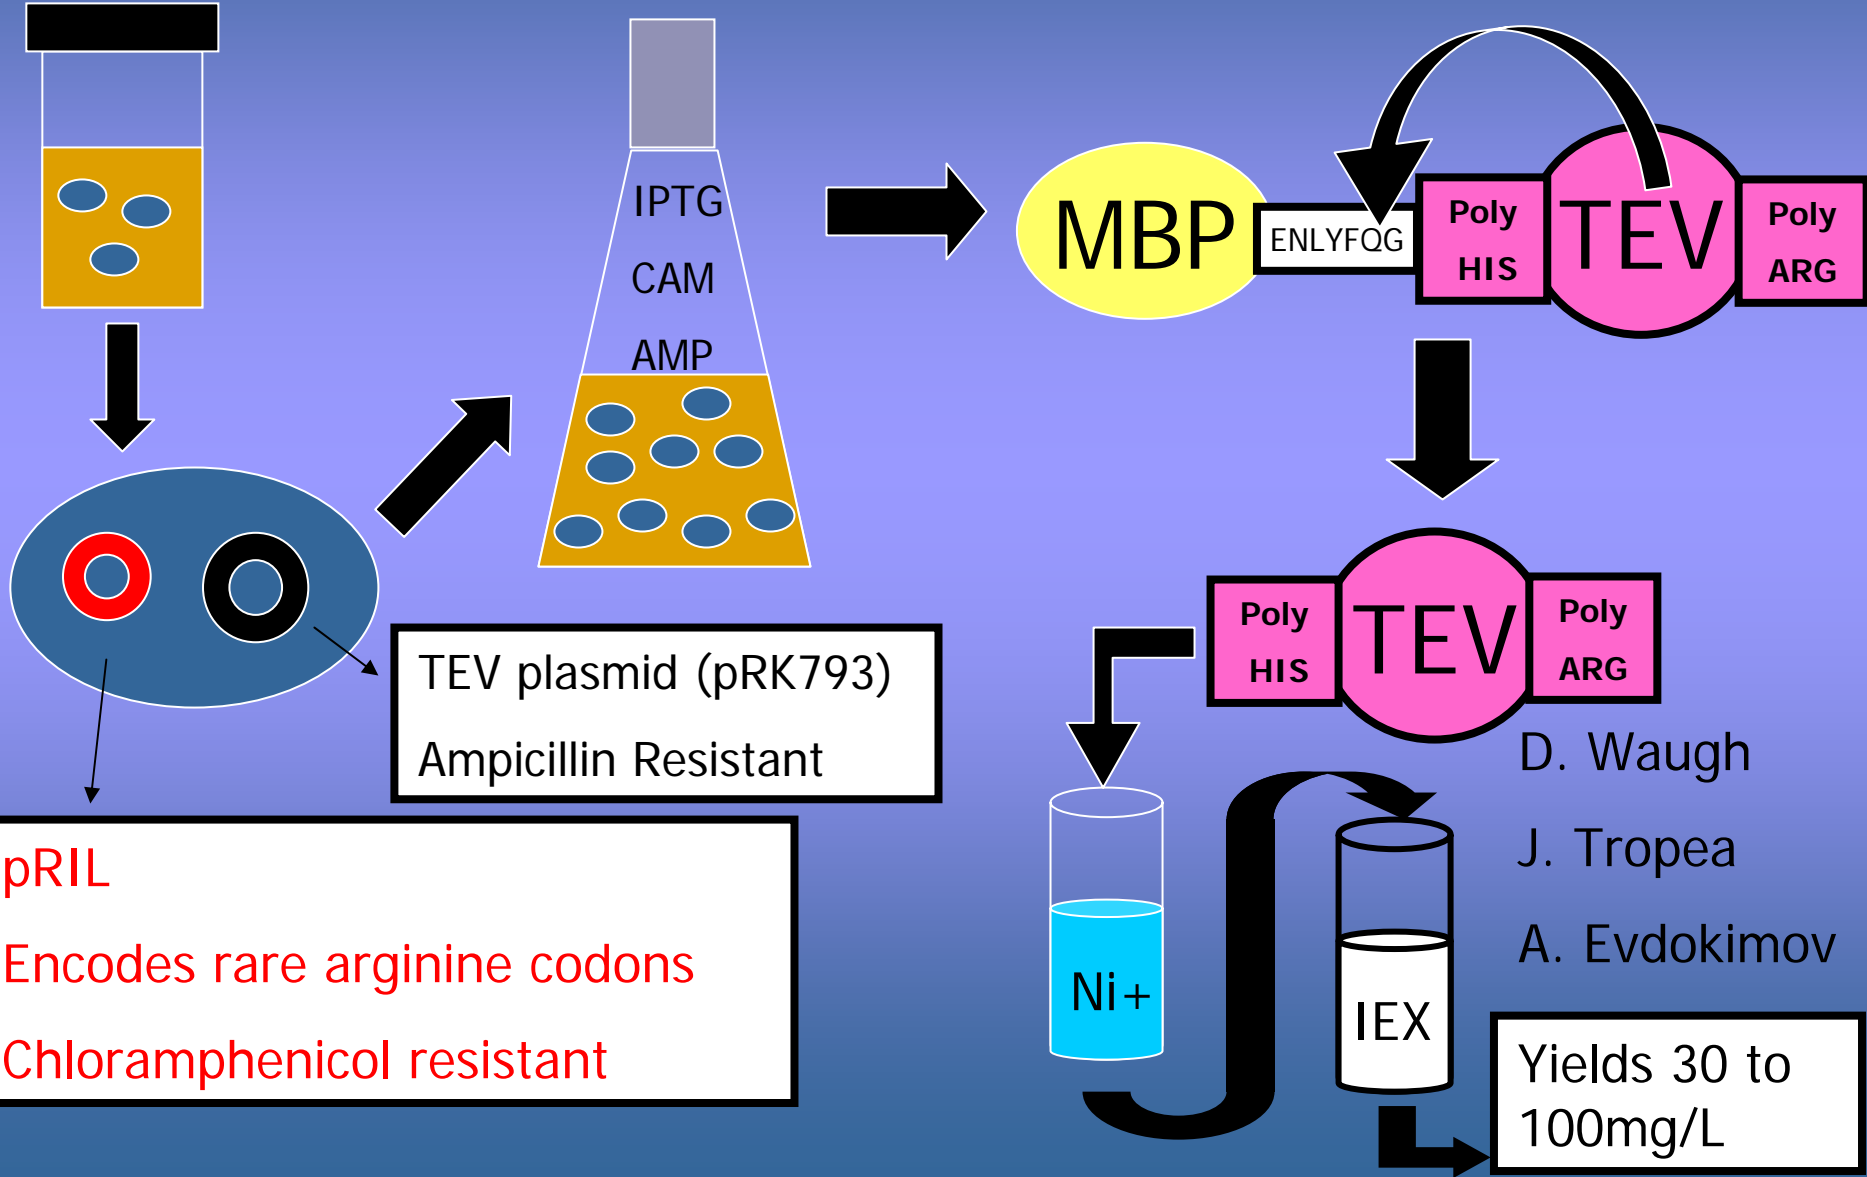 IPTG
CAM
AMP
MBP
ENLYFQG
Poly
HIS
TEV
Poly
ARG
TEV plasmid (pRK793)
Ampicillin Resistant
pRIL
Encodes rare arginine codons
Chloramphenicol resistant
Poly
HIS
TEV
Poly
ARG
D. Waugh
J. Tropea
A. Evdokimov
Ni+
IEX
Yields 30 to
100mg/L